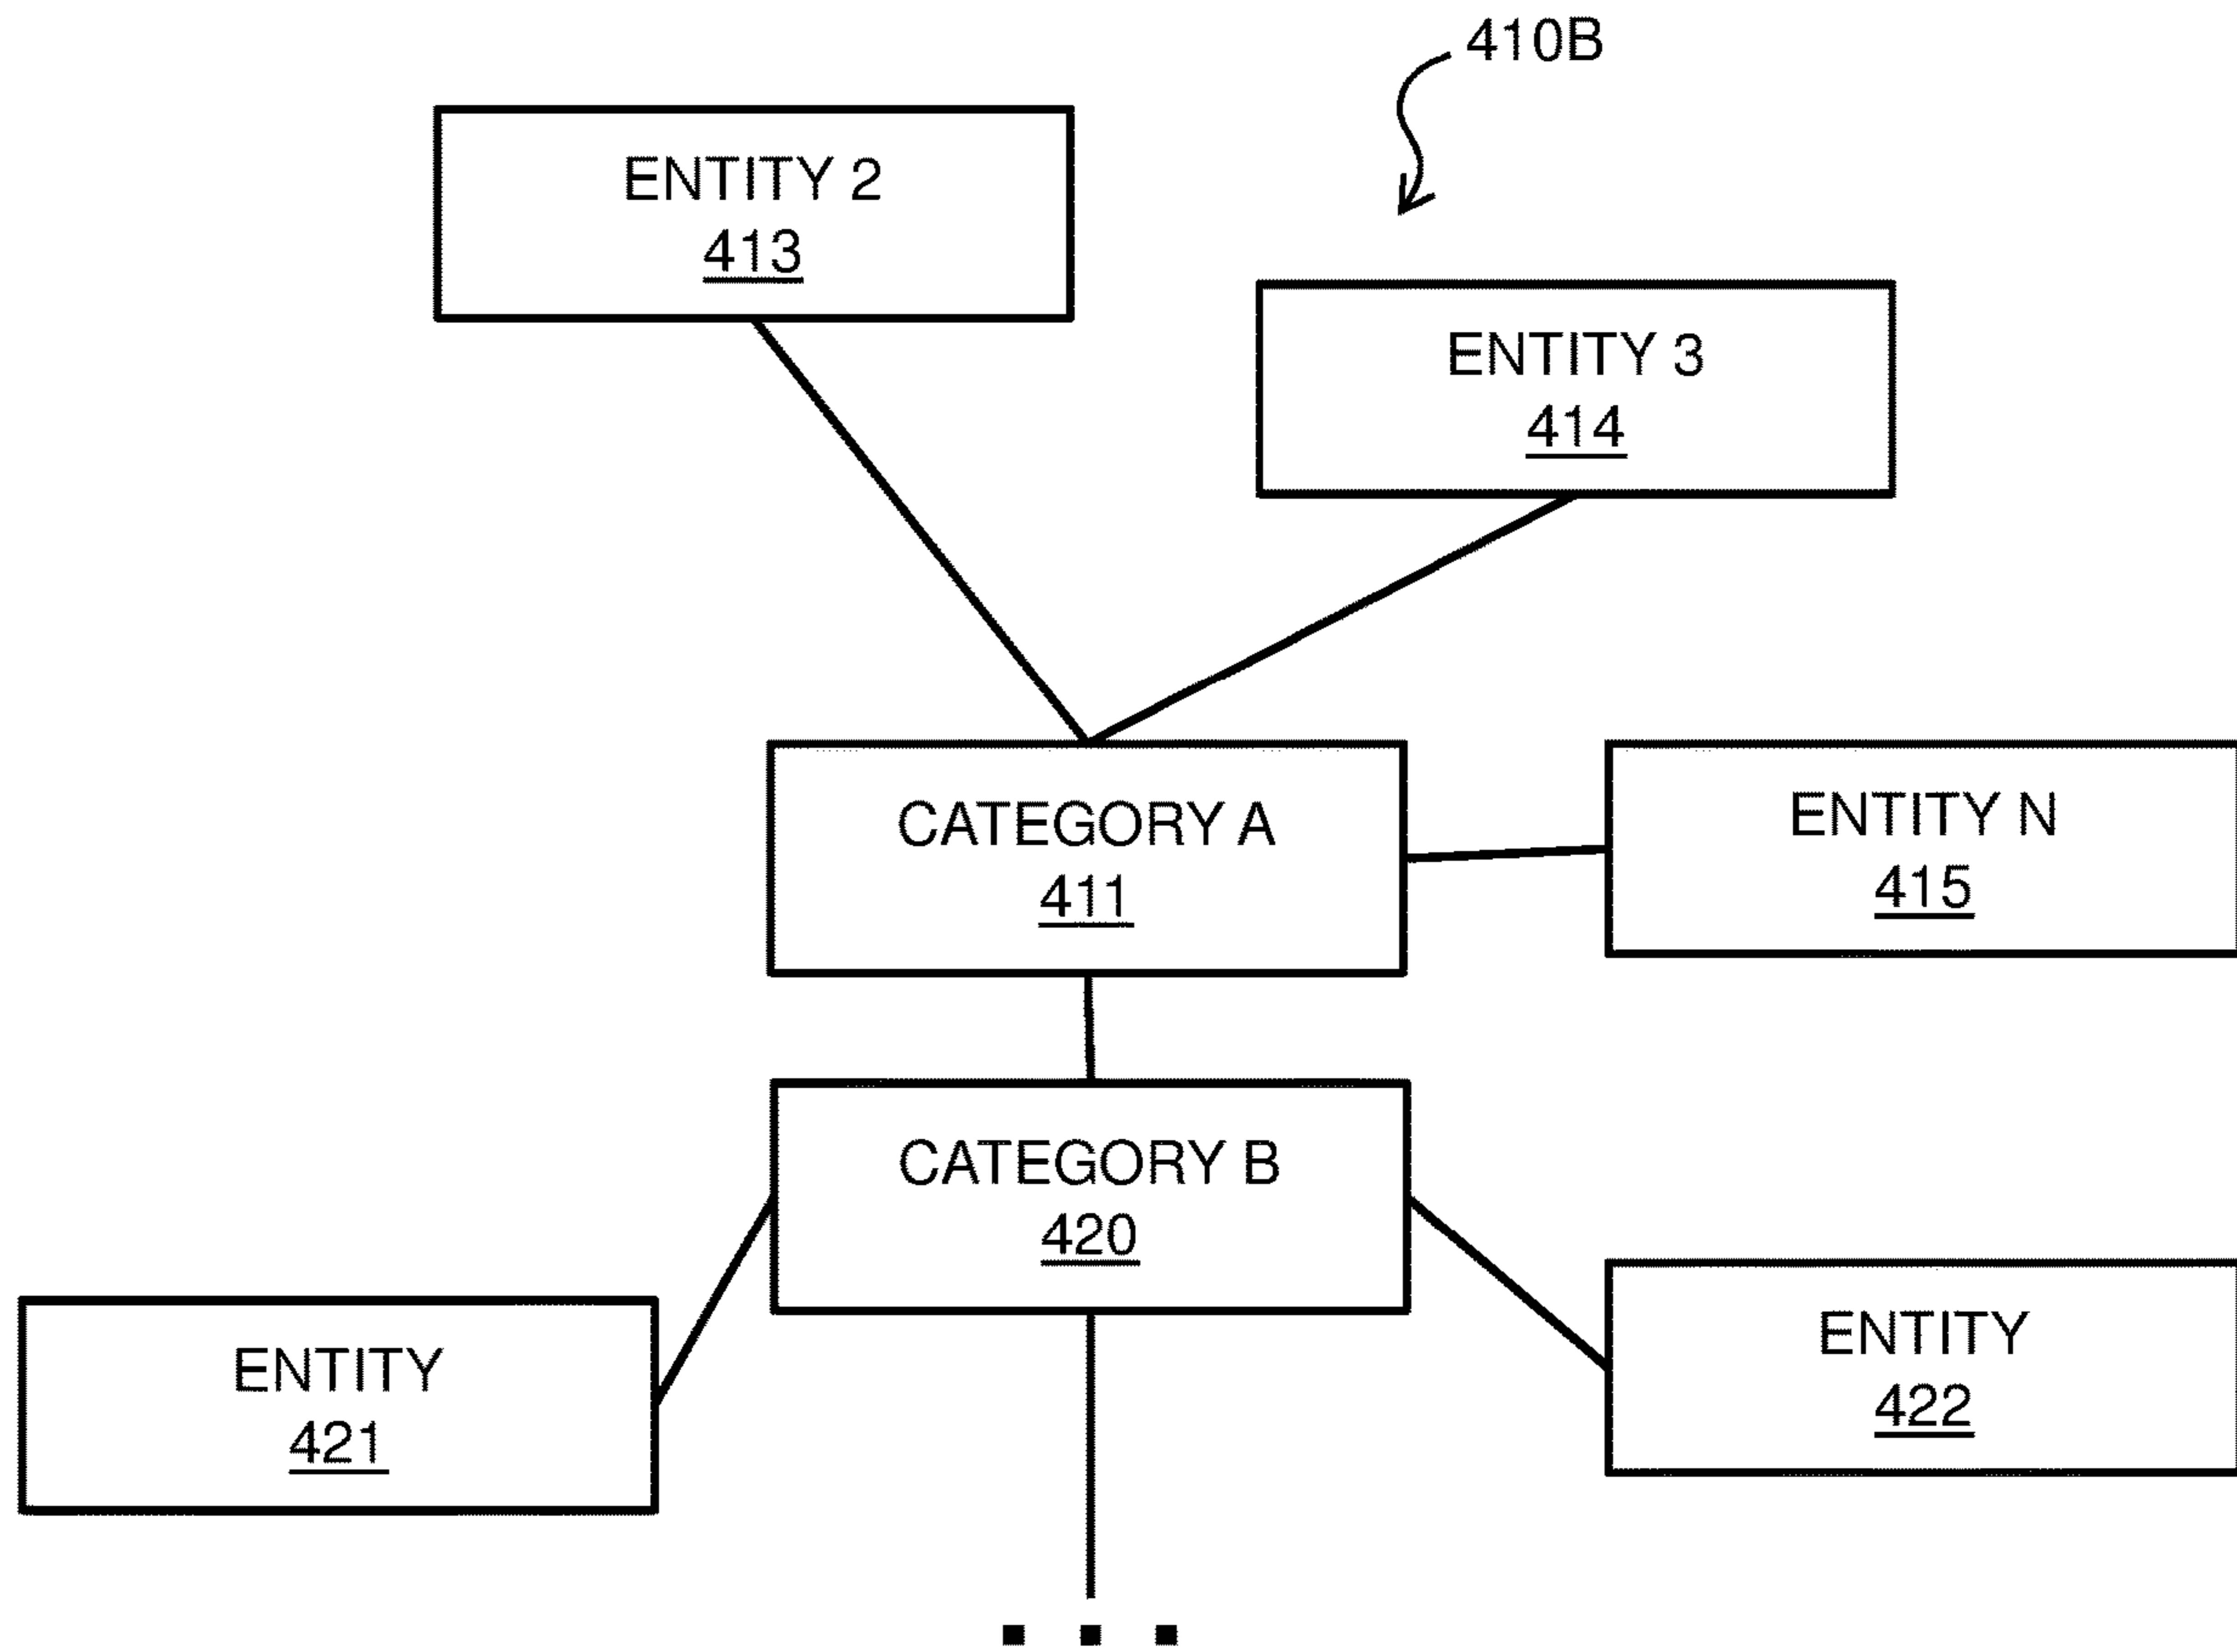 410B
ENTITY 2
413
ENTITY 3
414
CATEGORY A
411
ENTITY N
415
CATEGORY B
420
ENTITY
421
ENTITY
422